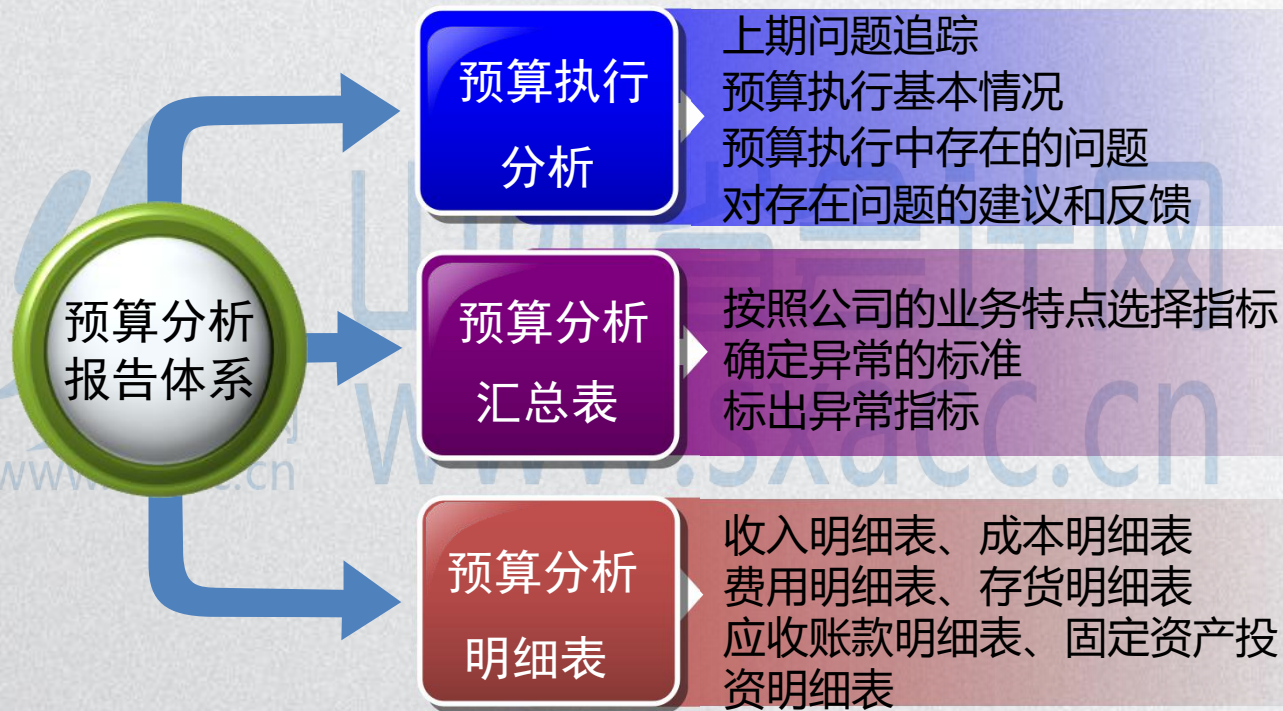 预算分析
报告体系
预算执行
分析
上期问题追踪
预算执行基本情况
预算执行中存在的问题
对存在问题的建议和反馈
预算分析
汇总表
按照公司的业务特点选择指标
确定异常的标准
标出异常指标
预算分析
明细表
收入明细表、成本明细表
费用明细表、存货明细表
应收账款明细表、固定资产投
资明细表
www.sxacc.cn